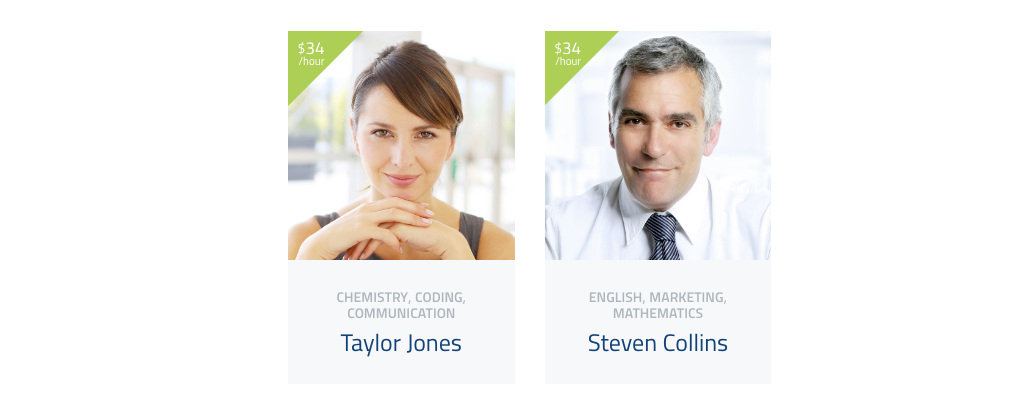 $34
/hour
CHEMISTRY, CODING,
COMMUNICATION
Taylor Jones
$34
/hour
ENGLISH, MARKETING,
MATHEMATICS
Steven Collins